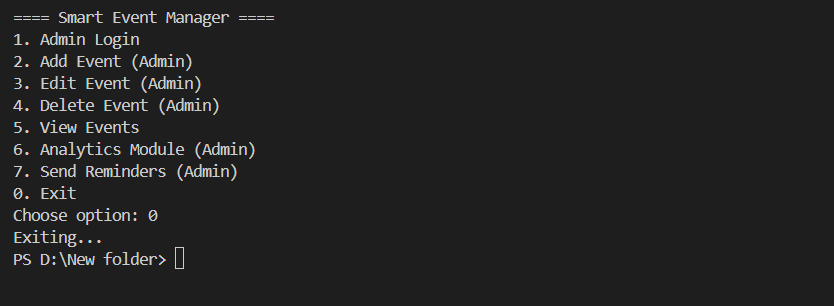 ==== Smart Event Manager ====
1. Admin Login
2. Add Event (Admin)
3. Edit Event (Admin)
4. Delete Event (Admin)
5. View Events
6. Analytics Module (Admin)
7. Send Reminders (Admin)
0. Exit
Choose option: 0
Exiting...
PS D:\New folder>